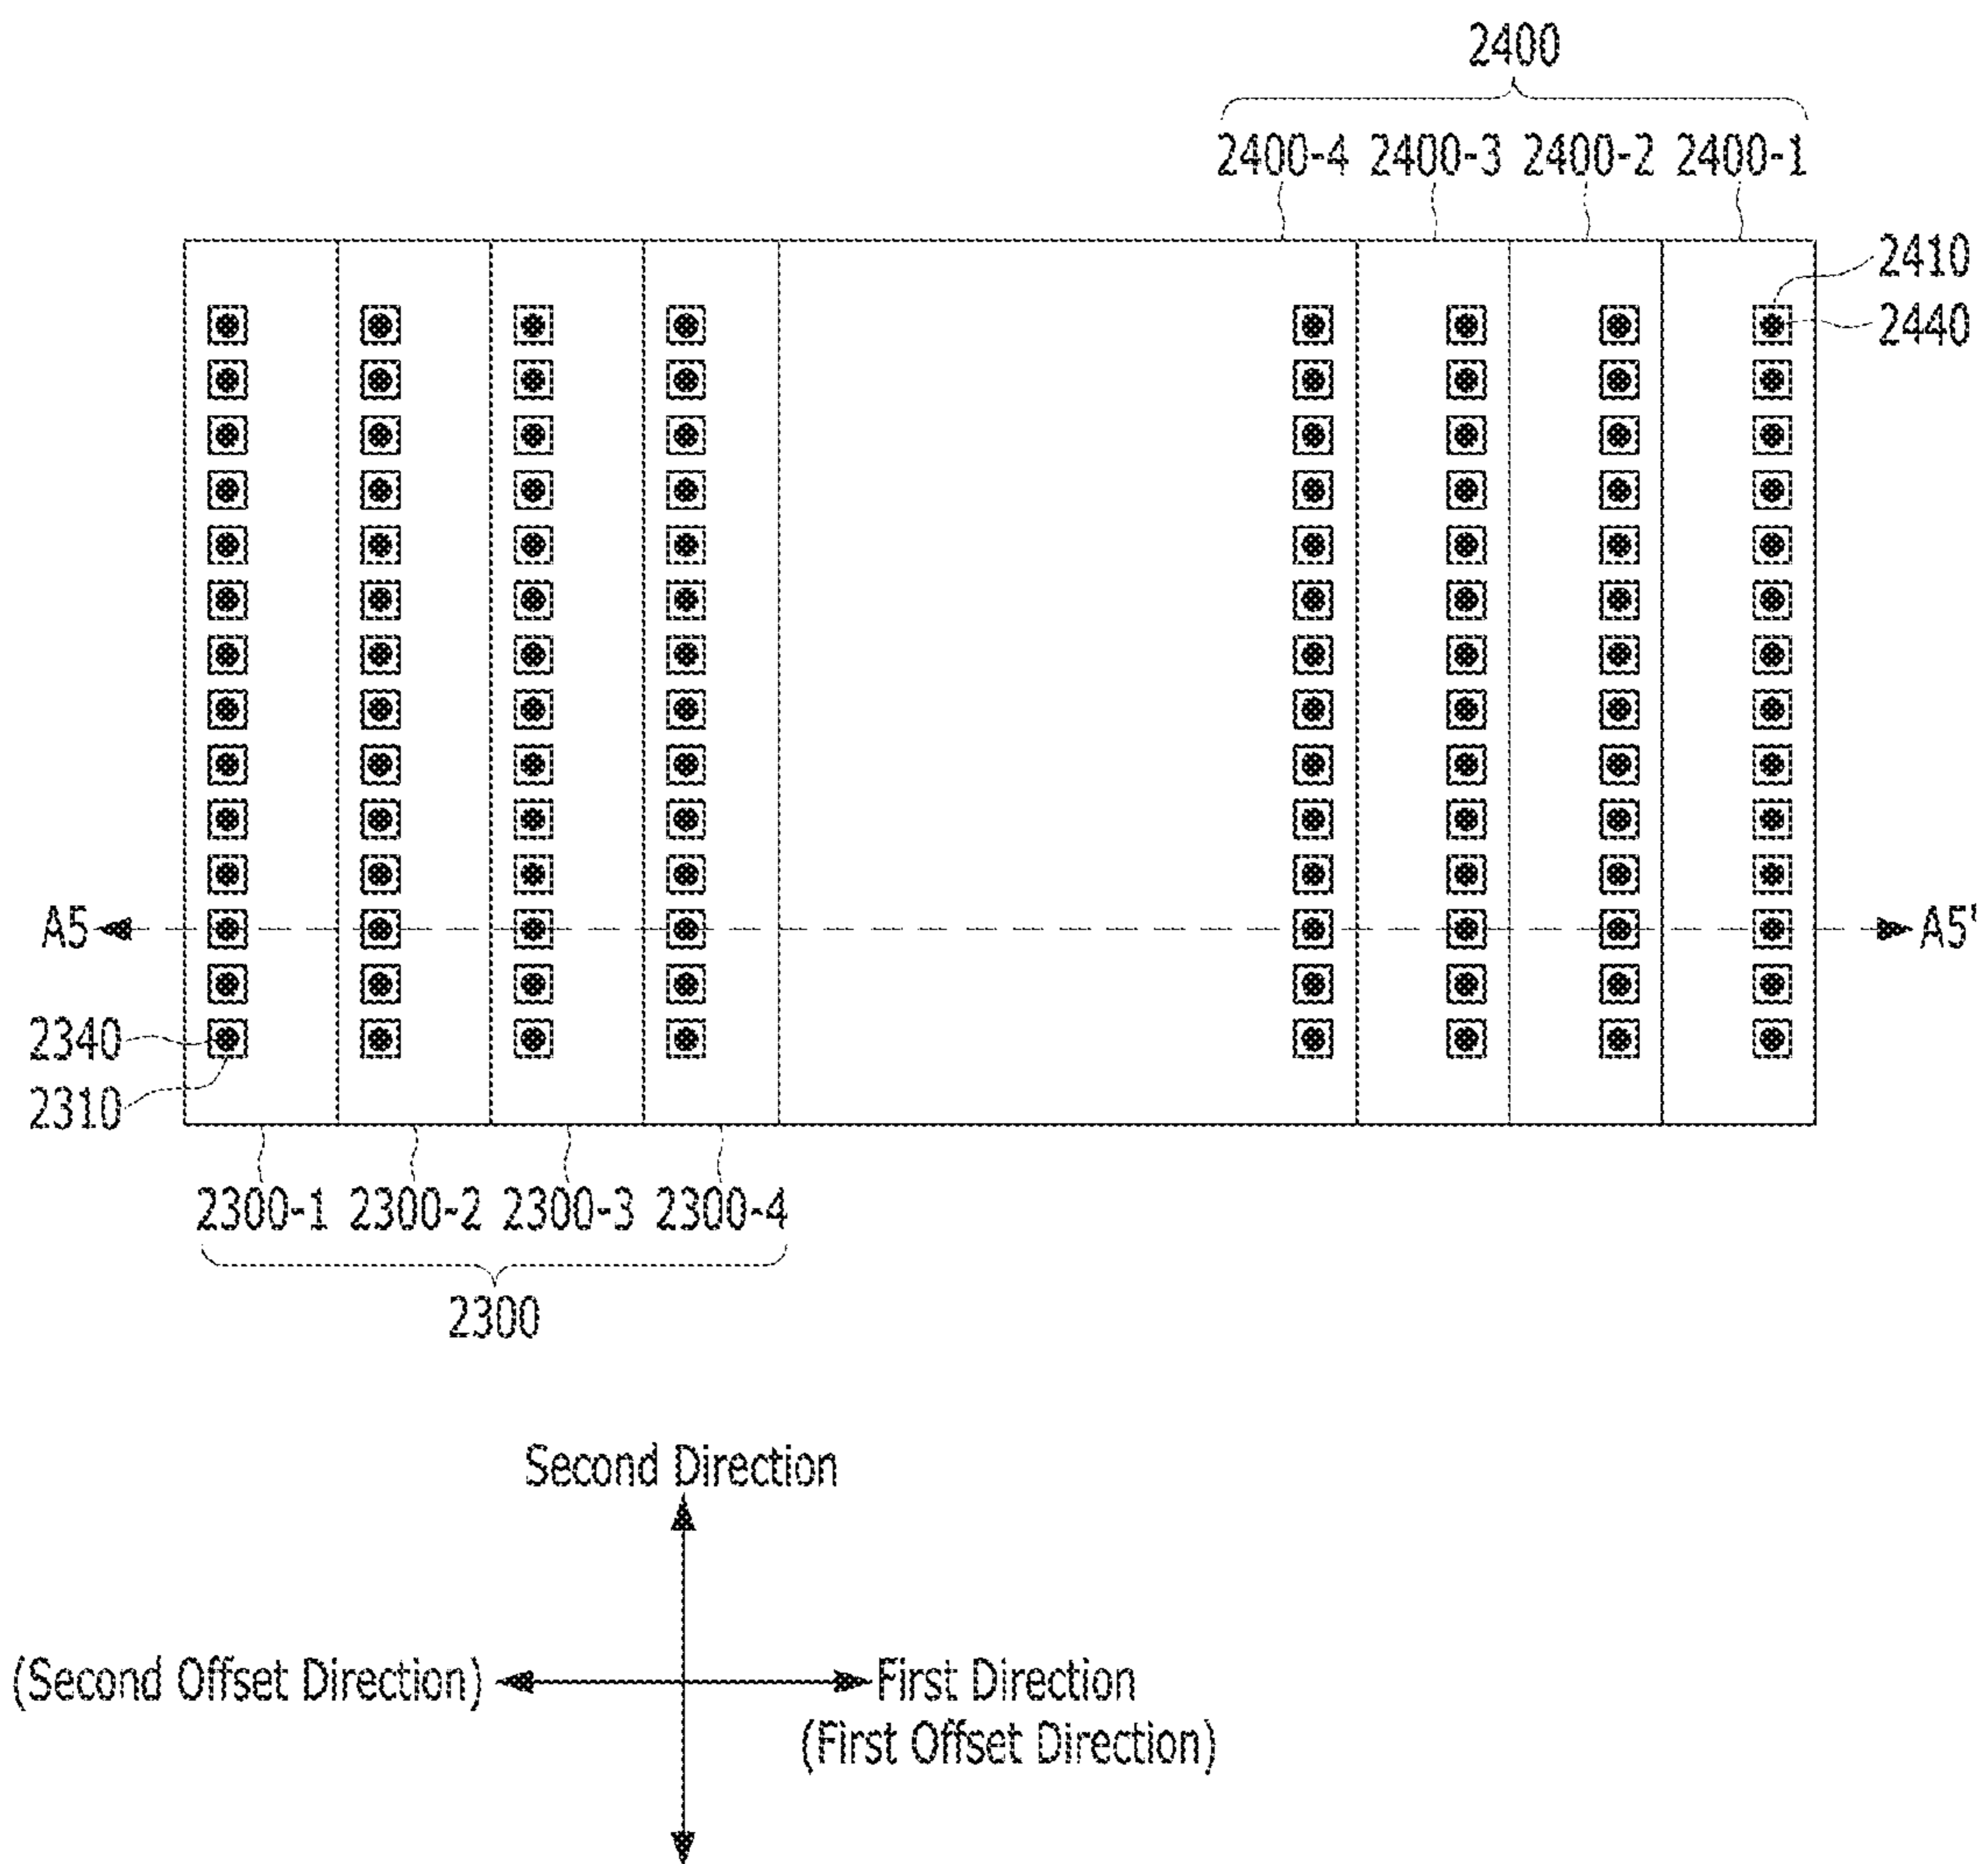 2400
2400-4 2400-3 2400-2 2400-1
2410
2440
A5 A5'
2340
2310
2300-1 2300-2 2300-3 2300-4
2300
Second Direction
(Second Offset Direction) First Direction
(First Offset Direction)